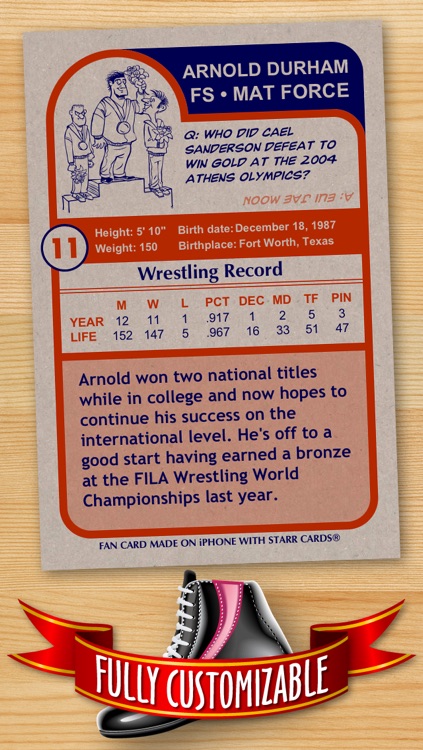 ARNOLD DURHAM
FS • MAT FORCE
Q: WHO DID CAEL
SANDERSON DEFEAT TO
WIN GOLD AT THE 2004
ATHENS OLYMPICS?
A: EUI JAE MOON
11
Height: 5' 10" Birth date: December 18, 1987
Weight: 150 Birthplace: Fort Worth, Texas
Wrestling Record
M W L PCT DEC MD TF PIN
YEAR 12 11 1 .917 1 2 5 3
LIFE 152 147 5 .967 16 33 51 47
Arnold won two national titles
while in college and now hopes to
continue his success on the
international level. He's off to a
good start having earned a bronze
at the FILA Wrestling World
Championships last year.
FAN CARD MADE ON iPHONE WITH STARR CARDS®
FULLY CUSTOMIZABLE